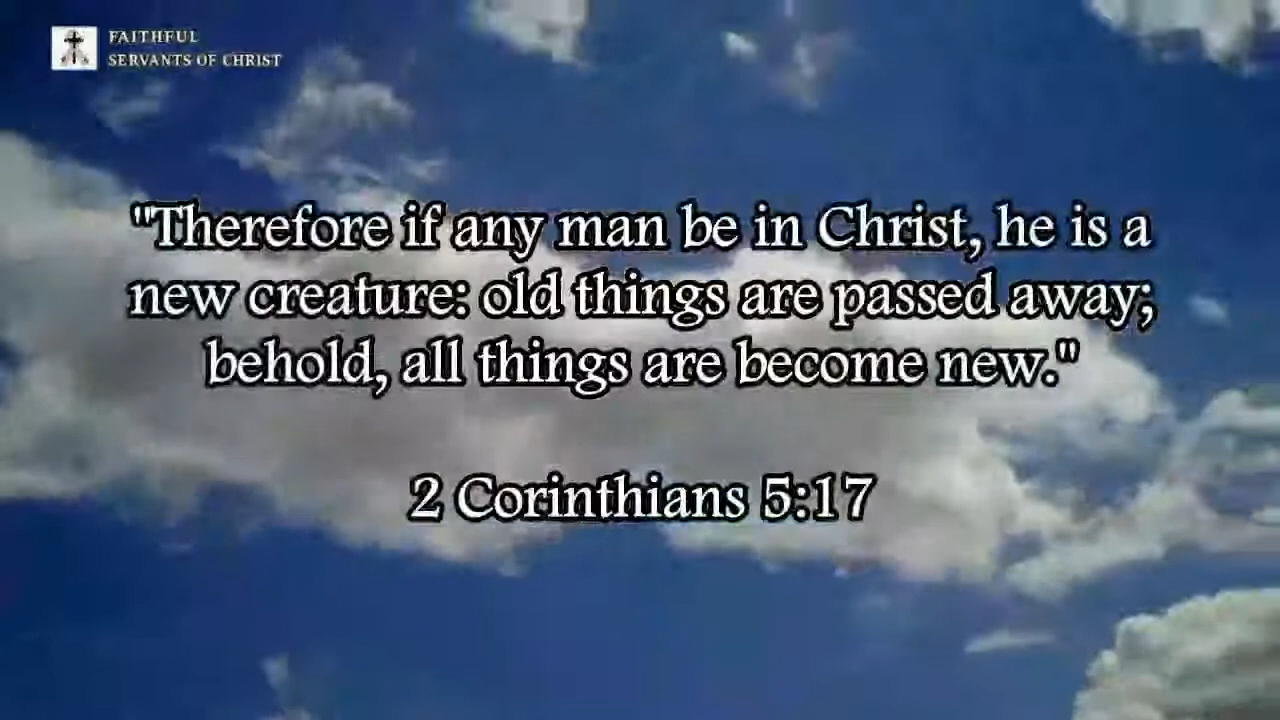 FAITHFUL
SERVANTS OF CHRIST
"Therefore if any man be in Christ, he is a
new creature: old things are passed away;
behold, all things are become new."
2 Corinthians 5:17